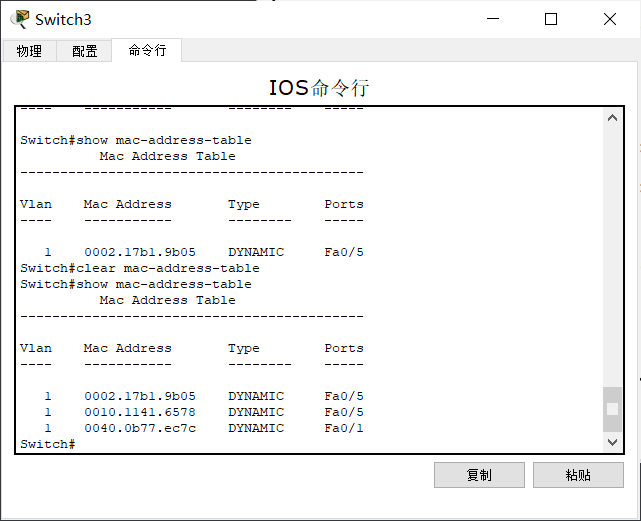 Switch3
物理 配置 命令行
IOS命令行
----    -----------       --------    -----
Switch#show mac-address-table
          Mac Address Table
-------------------------------------------
Vlan    Mac Address       Type        Ports
----    -----------       --------    -----
   1    0002.17b1.9b05    DYNAMIC     Fa0/5
Switch#clear mac-address-table
Switch#show mac-address-table
          Mac Address Table
-------------------------------------------
Vlan    Mac Address       Type        Ports
----    -----------       --------    -----
   1    0002.17b1.9b05    DYNAMIC     Fa0/5
   1    0010.1141.6578    DYNAMIC     Fa0/5
   1    0040.0b77.ec7c    DYNAMIC     Fa0/1
Switch#
复制 粘贴